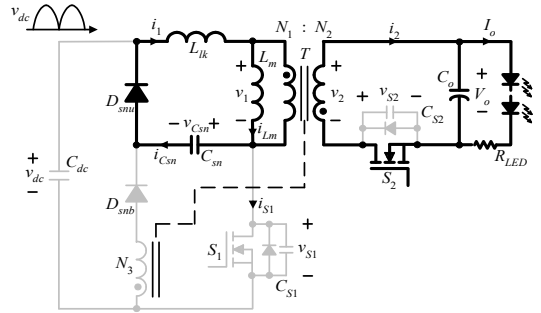 v_dc
i_1
L_lk
N_1 : N_2
T
i_2
I_o
L_m
+
v_1
−
+
v_2
−
D_snu
− v_Csn +
i_Csn
C_sn
i_Lm
+
v_S2
−
C_S2
C_o
+
V_o
−
S_2
R_LED
+
v_dc
−
C_dc
D_snb
i_S1
N_3
S_1
+
v_S1
−
C_S1